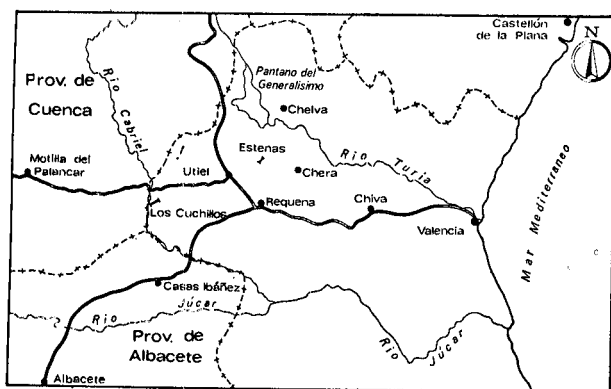 Castellón
de la Plana
N
Prov. de
Cuenca
Río Cabriel
Pantano del
Generalísimo
Chelva
Motilla del
Palancar
Utiel
Estenas
Chera
Río Turia
Los Cuchillos
Requena
Chiva
Valencia
Mar Mediterraneo
Casas Ibáñez
Río Júcar
Prov. de
Albacete
Río Júcar
Albacete